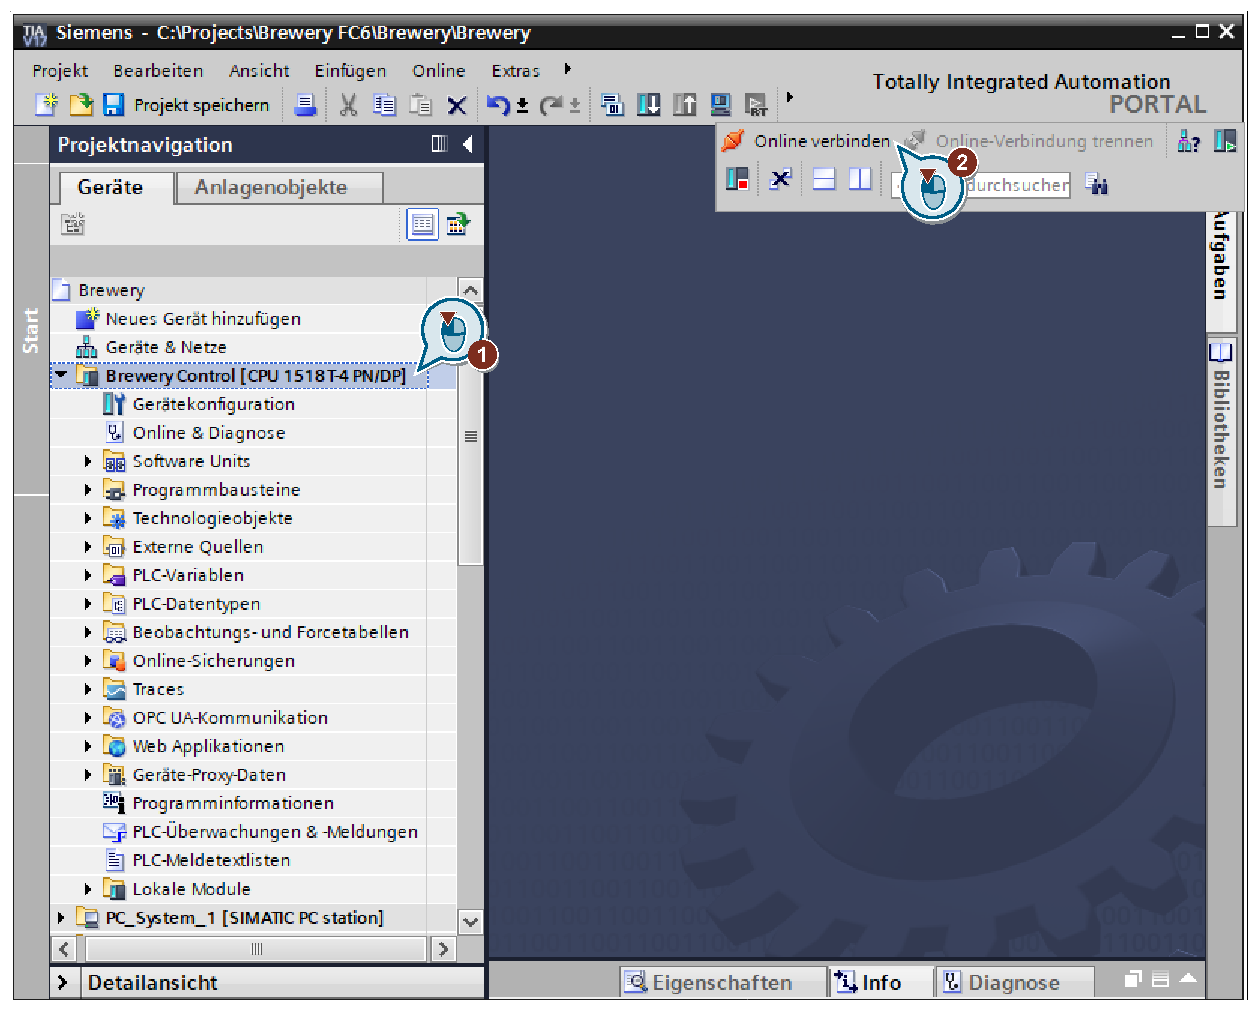 Siemens - C:\Projects\Brewery FC6\Brewery\Brewery
Projekt Bearbeiten Ansicht Einfügen Online Extras
Totally Integrated Automation
PORTAL
Projekt speichern
Projektnavigation
Online verbinden Online-Verbindung trennen
2
Geräte Anlagenobjekte
durchsuchen
Aufgaben
Bibliotheken
Start
Brewery
Neues Gerät hinzufügen
Geräte & Netze
1
Brewery Control [CPU 1518T-4 PN/DP]
Gerätekonfiguration
Online & Diagnose
Software Units
Programmbausteine
Technologieobjekte
Externe Quellen
PLC-Variablen
PLC-Datentypen
Beobachtungs- und Forcetabellen
Online-Sicherungen
Traces
OPC UA-Kommunikation
Web Applikationen
Geräte-Proxy-Daten
Programminformationen
PLC-Überwachungen & -Meldungen
PLC-Meldetextlisten
Lokale Module
PC_System_1 [SIMATIC PC station]
Detailansicht
Eigenschaften Info Diagnose